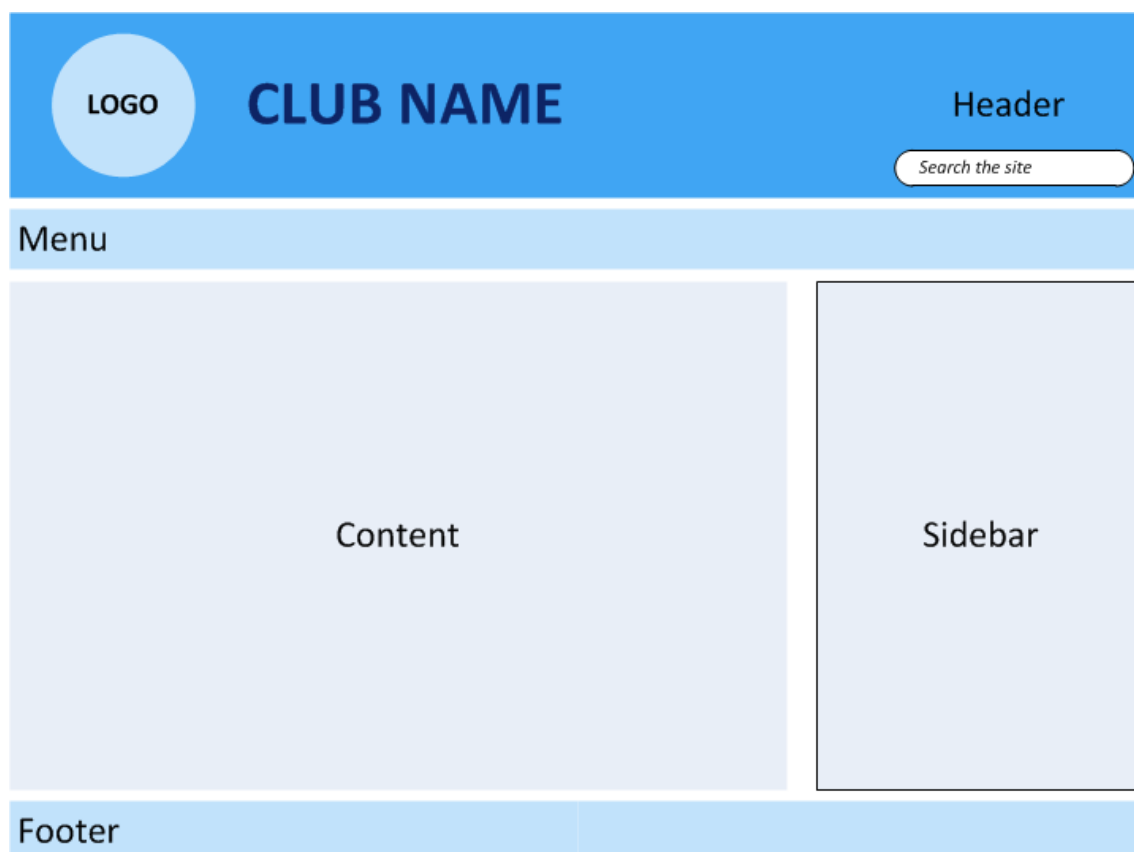 LOGO
CLUB NAME
Header
Search the site
Menu
Content
Sidebar
Footer